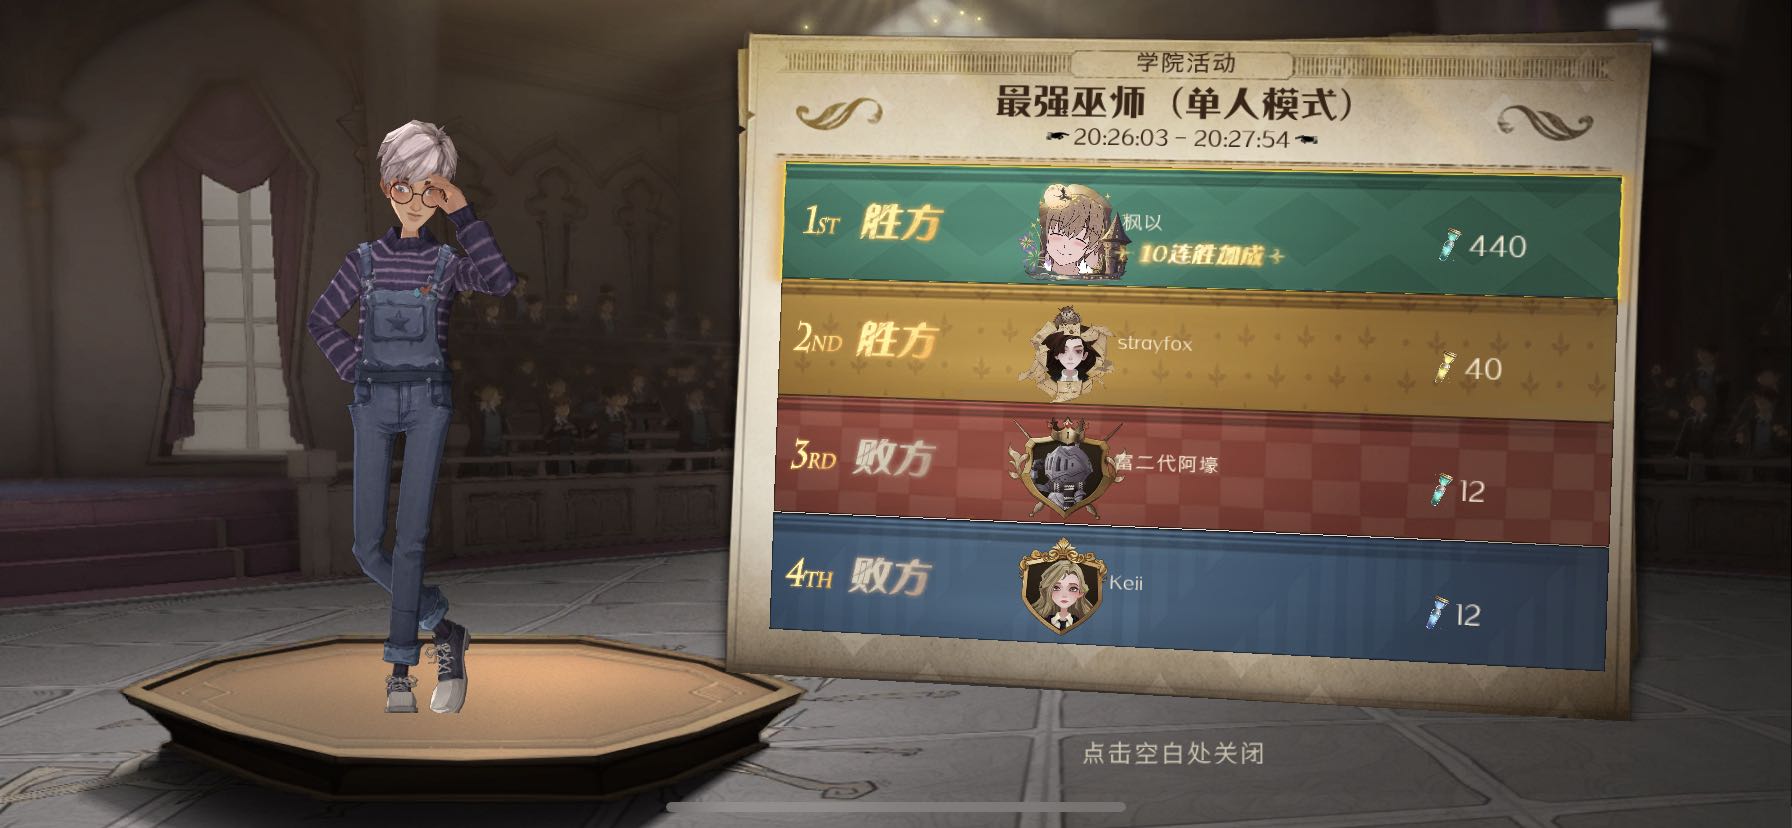 学院活动
最强巫师（单人模式）
20:26:03 - 20:27:54
1ST 胜方
枫以
10连胜加成
440
2ND 胜方
strayfox
40
3RD 败方
富二代阿壕
12
4TH 败方
Keii
12
点击空白处关闭